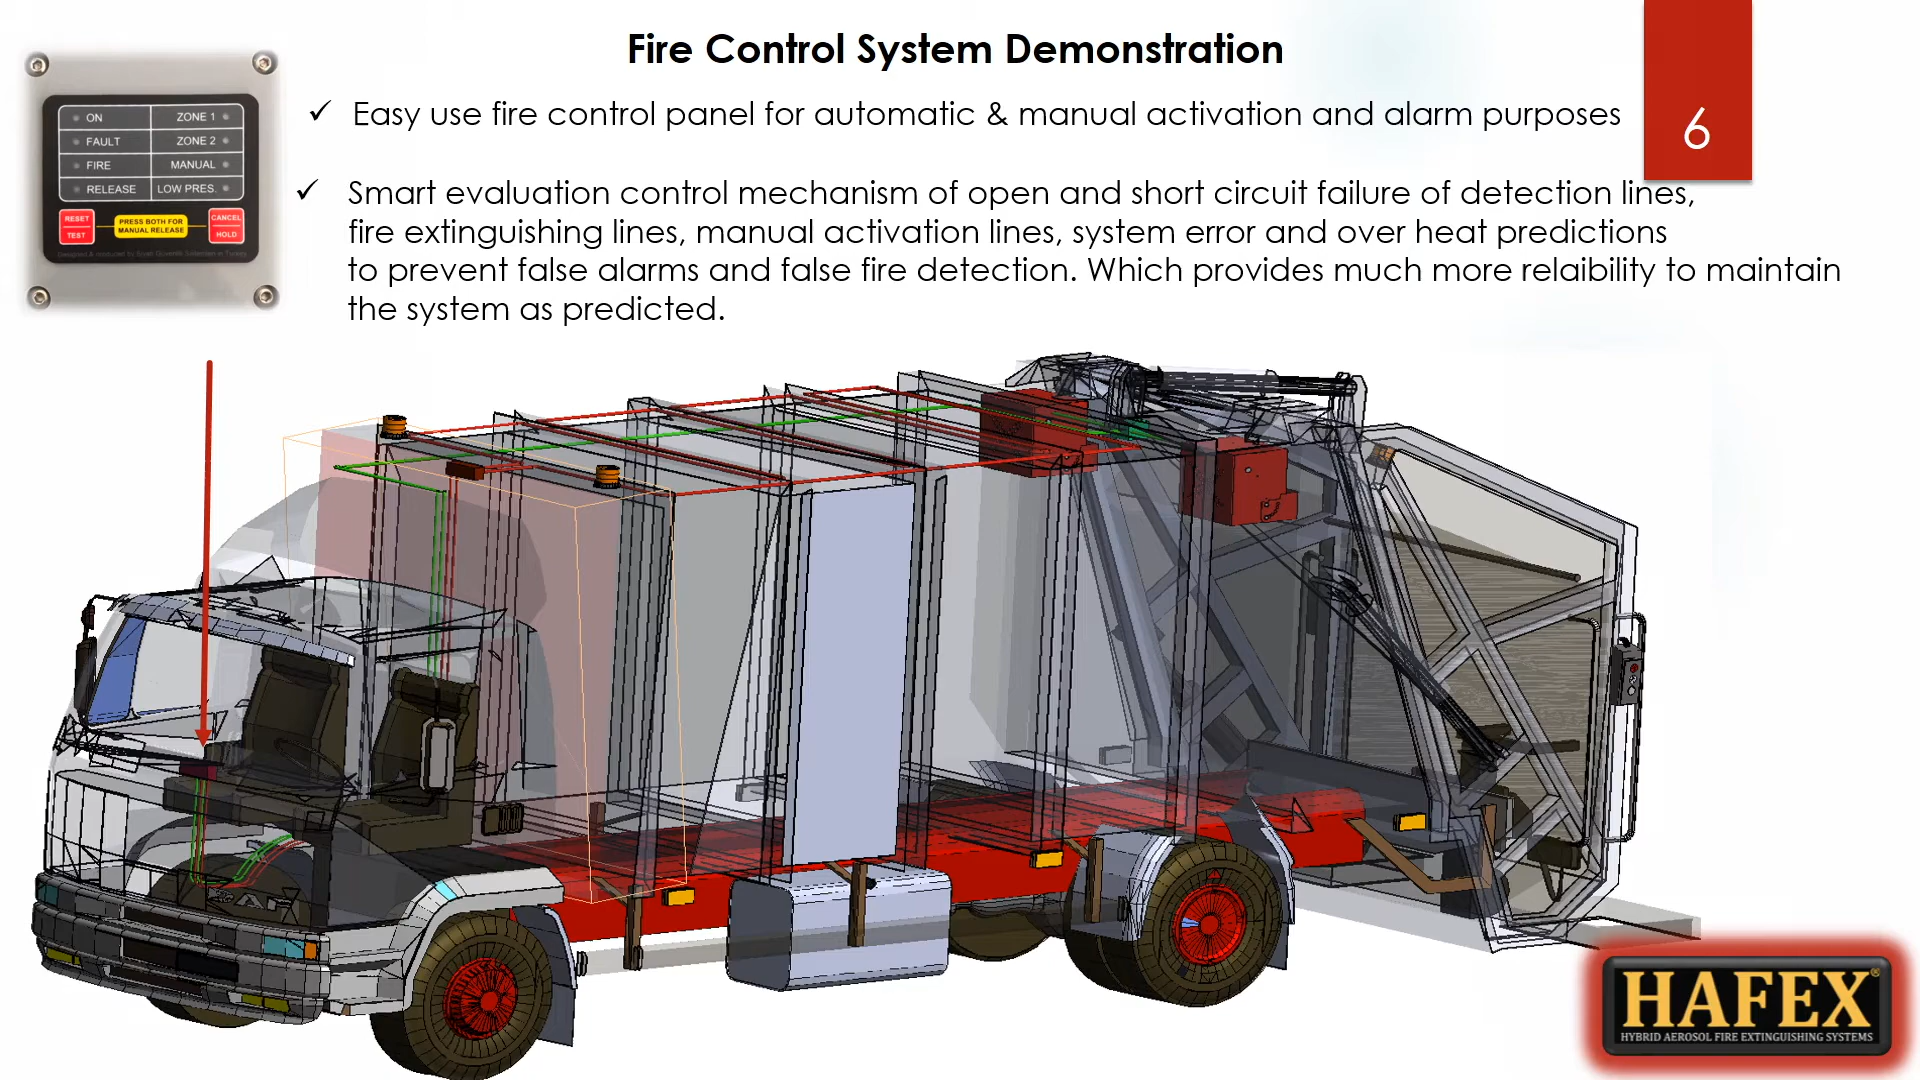 Fire Control System Demonstration
6
✓ Easy use fire control panel for automatic & manual activation and alarm purposes
✓ Smart evaluation control mechanism of open and short circuit failure of detection lines,
fire extinguishing lines, manual activation lines, system error and over heat predictions
to prevent false alarms and false fire detection. Which provides much more relaibility to maintain
the system as predicted.
ON ZONE 1
FAULT ZONE 2
FIRE MANUAL
RELEASE LOW PRES.
RESET
TEST
PRESS BOTH FOR
MANUAL RELEASE
CANCEL
HOLD
HAFEX®
HYBRID AEROSOL FIRE EXTINGUISHING SYSTEMS